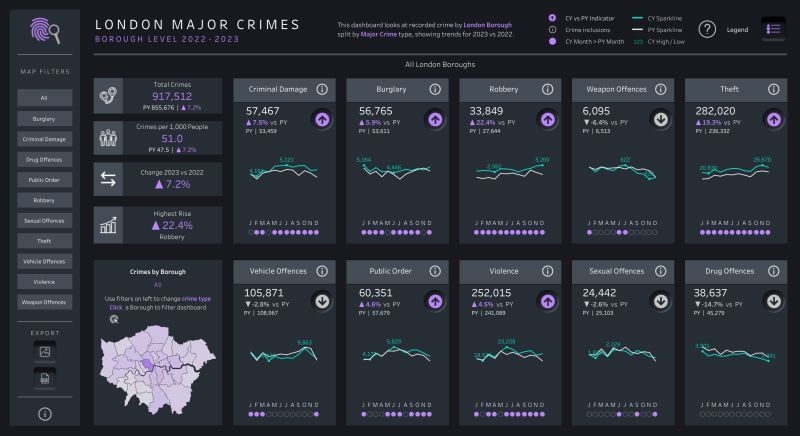 LONDON MAJOR CRIMES
BOROUGH LEVEL 2022 - 2023
This dashboard looks at recorded crime by London Borough
split by Major Crime type, showing trends for 2023 vs 2022.
CY vs PY Indicator
Crime inclusions
CY Month > PY Month
CY Sparkline
PY Sparkline
123 CY High/Low
?
Legend
All London Boroughs
MAP FILTERS
All
Burglary
Criminal Damage
Drug Offences
Public Order
Robbery
Sexual Offences
Theft
Vehicle Offences
Violence
Weapon Offences
EXPORT
Total Crimes
917,512
PY 855,676 | ▲ 7.2%
Crimes per 1,000 People
51.0
PY 47.5 | ▲ 7.2%
Change 2023 vs 2022
▲ 7.2%
Highest Rise
▲ 22.4%
Robbery
Criminal Damage
57,467
▲ 7.5% vs PY
PY | 53,459
5,121
J F M A M J J A S O N D
Burglary
56,765
▲ 5.9% vs PY
PY | 53,611
5,164
4,446
J F M A M J J A S O N D
Robbery
33,849
▲ 22.4% vs PY
PY | 27,644
2,582
3,200
J F M A M J J A S O N D
Weapon Offences
6,095
▼ -6.4% vs PY
PY | 6,513
622
J F M A M J J A S O N D
Theft
282,020
▲ 19.3% vs PY
PY | 236,332
20,830
26,670
J F M A M J J A S O N D
Crimes by Borough
All
Use filters on left to change crime type
Click a Borough to filter dashboard
Vehicle Offences
105,871
▼ -2.8% vs PY
PY | 108,967
9,863
J F M A M J J A S O N D
Public Order
60,351
▲ 4.6% vs PY
PY | 57,679
5,829
J F M A M J J A S O N D
Violence
252,015
▲ 4.5% vs PY
PY | 241,089
23,228
J F M A M J J A S O N D
Sexual Offences
24,442
▼ -2.6% vs PY
PY | 25,103
2,229
J F M A M J J A S O N D
Drug Offences
38,637
▼ -14.7% vs PY
PY | 45,279
J F M A M J J A S O N D